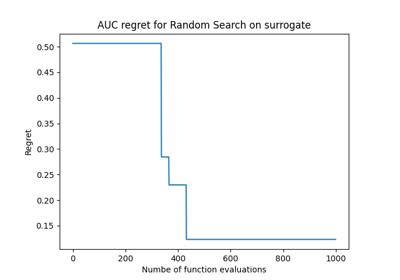 AUC regret for Random Search on surrogate
0.50
0.45
0.40
0.35
0.30
0.25
0.20
0.15
Regret
0 200 400 600 800 1000
Numbe of function evaluations